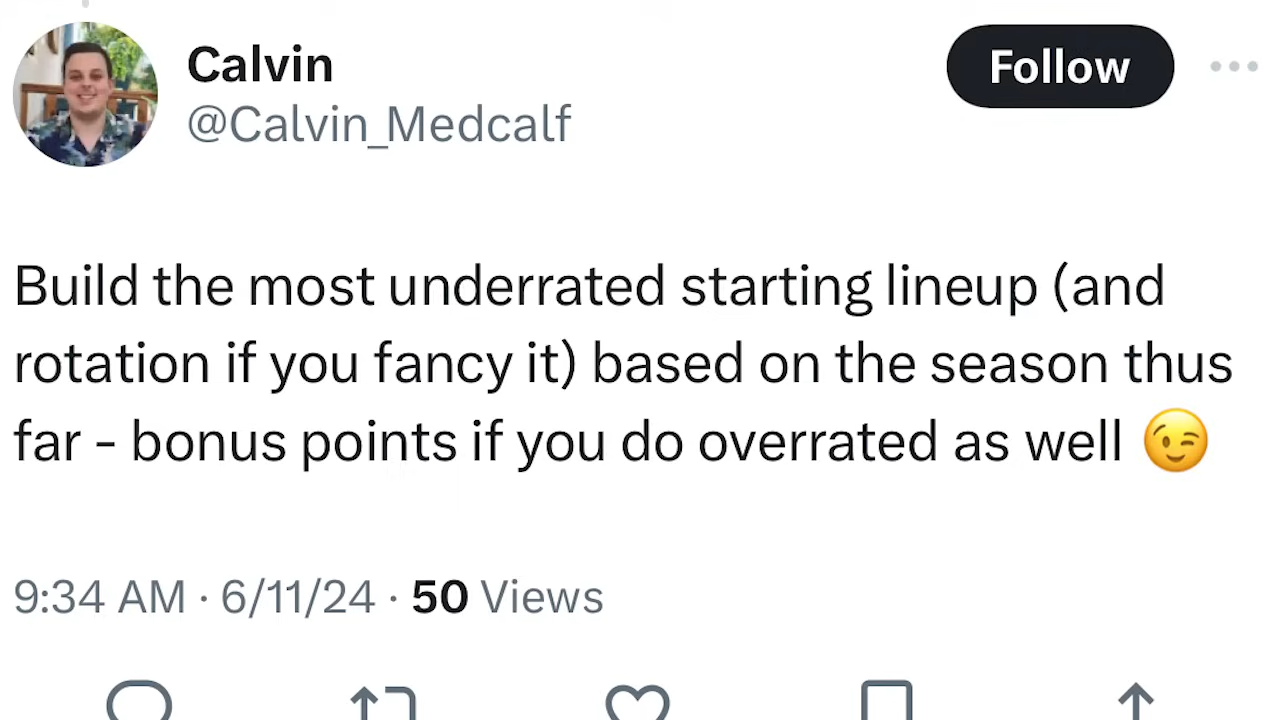 Calvin
@Calvin_Medcalf
Follow
Build the most underrated starting lineup (and
rotation if you fancy it) based on the season thus
far - bonus points if you do overrated as well 😉
9:34 AM · 6/11/24 · 50 Views